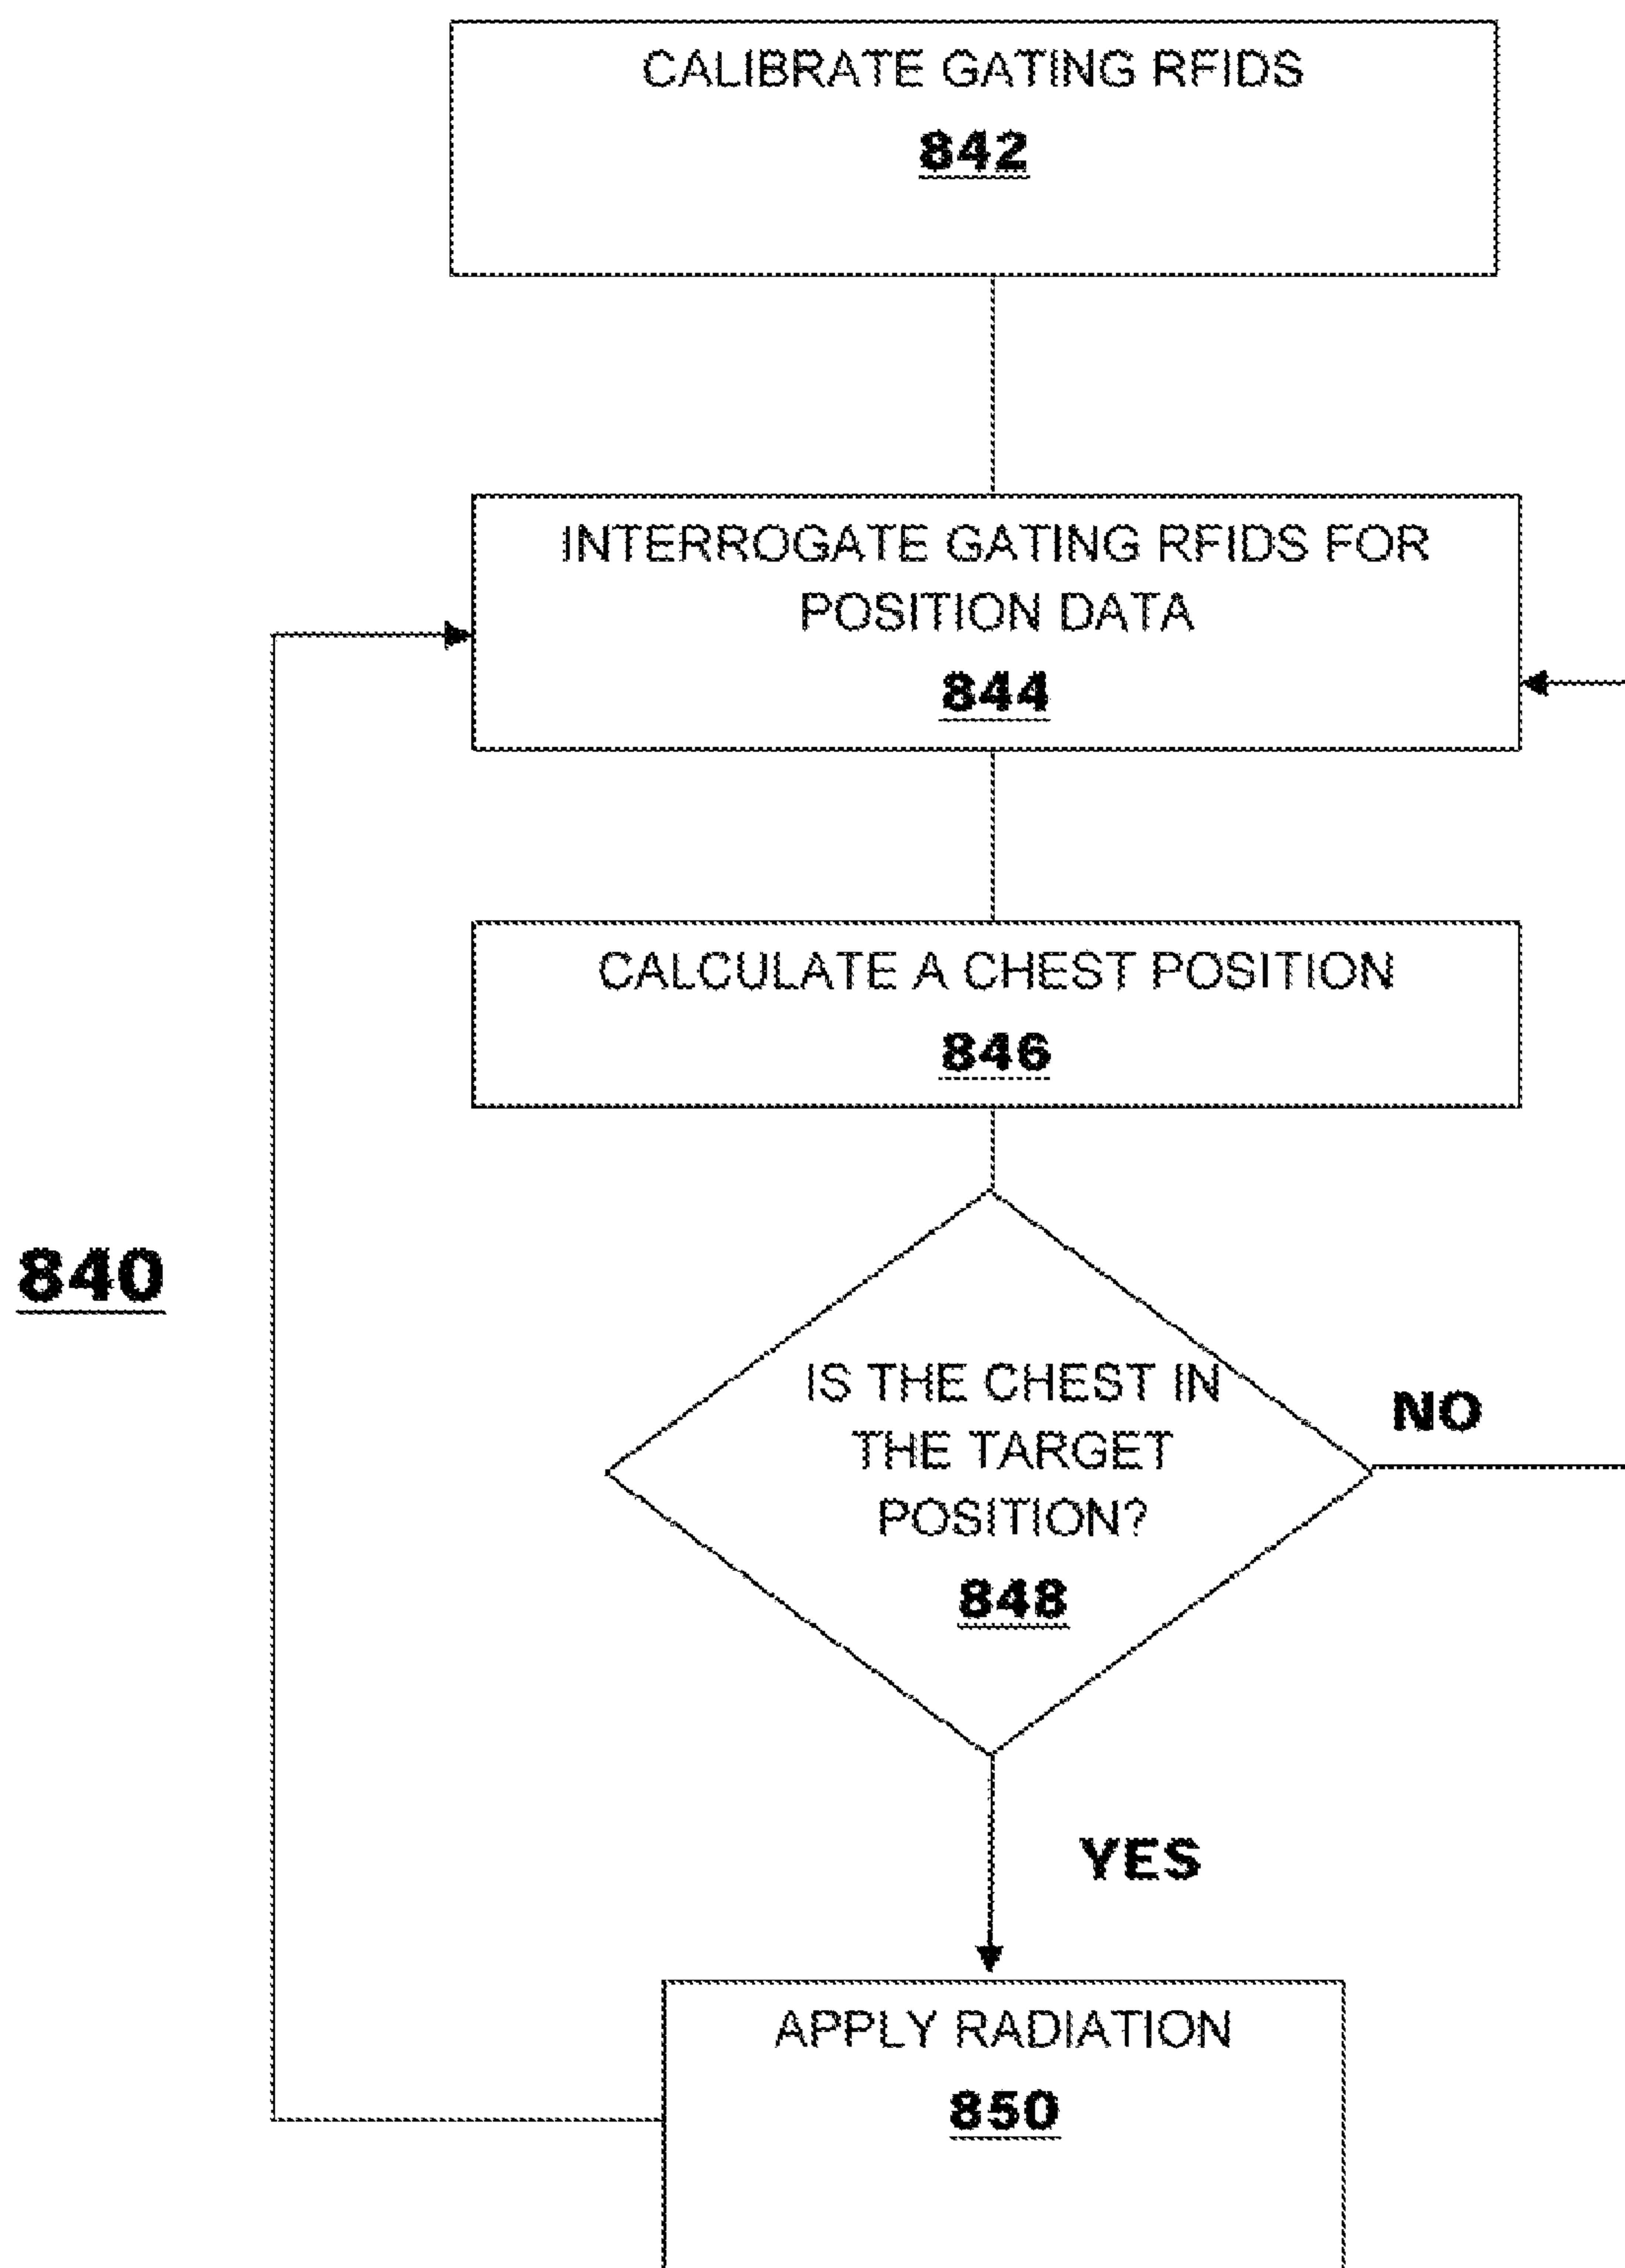 CALIBRATE GATING RFIDS
842
INTERROGATE GATING RFIDS FOR
POSITION DATA
844
CALCULATE A CHEST POSITION
846
840
IS THE CHEST IN
THE TARGET
POSITION?
848
NO
YES
APPLY RADIATION
850